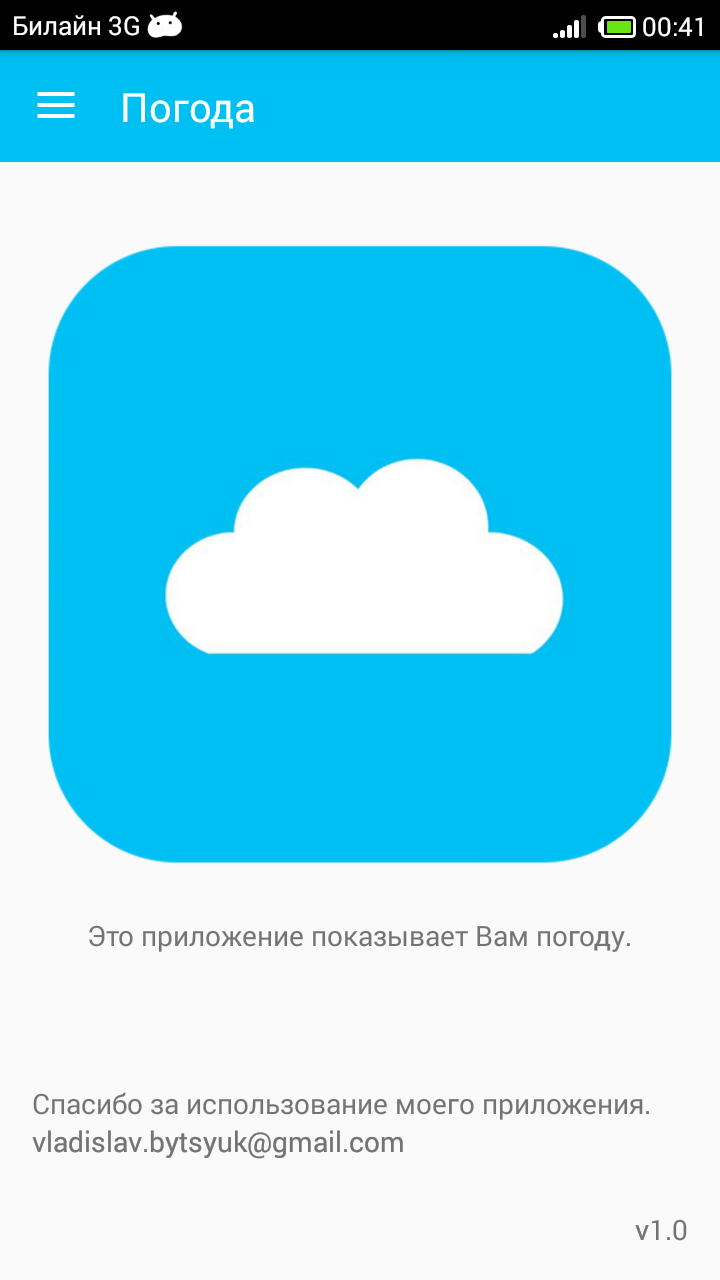 Билайн 3G 00:41
Погода
Это приложение показывает Вам погоду.
Спасибо за использование моего приложения.
vladislav.bytsyuk@gmail.com
v1.0